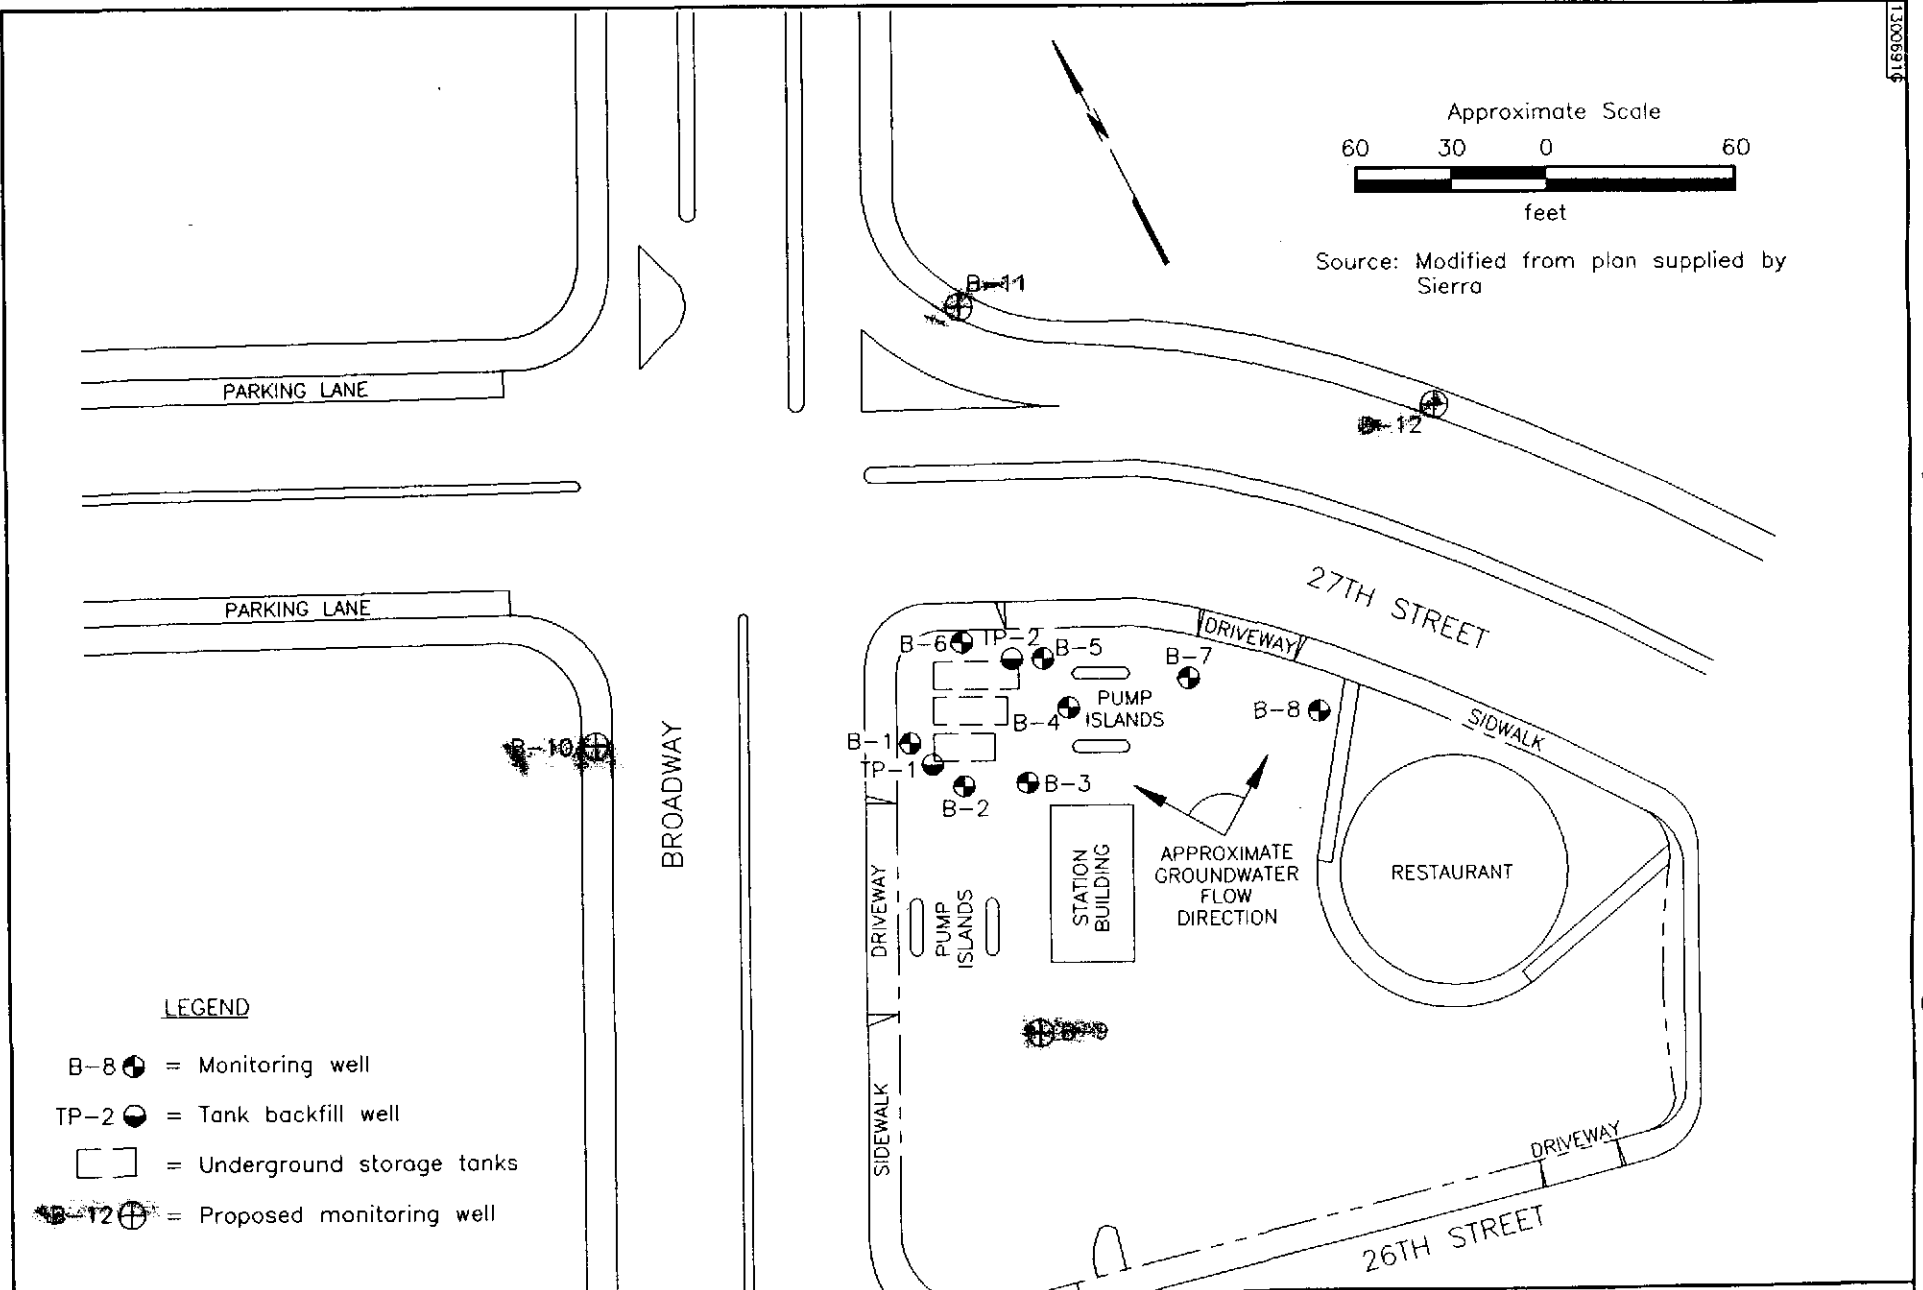 1300691G
Approximate Scale
60 30 0 60
feet
Source: Modified from plan supplied by
Sierra
B-11
B-12
PARKING LANE
PARKING LANE
27TH STREET
DRIVEWAY
SIDWALK
B-6
TP-2
B-5
B-7
PUMP
ISLANDS
B-4
B-8
B-1
TP-1
B-2
B-3
B-10
BROADWAY
STATION
BUILDING
APPROXIMATE
GROUNDWATER
FLOW
DIRECTION
RESTAURANT
DRIVEWAY
PUMP
ISLANDS
B-9
SIDEWALK
DRIVEWAY
26TH STREET
LEGEND
B-8 = Monitoring well
TP-2 = Tank backfill well
= Underground storage tanks
B-12 = Proposed monitoring well